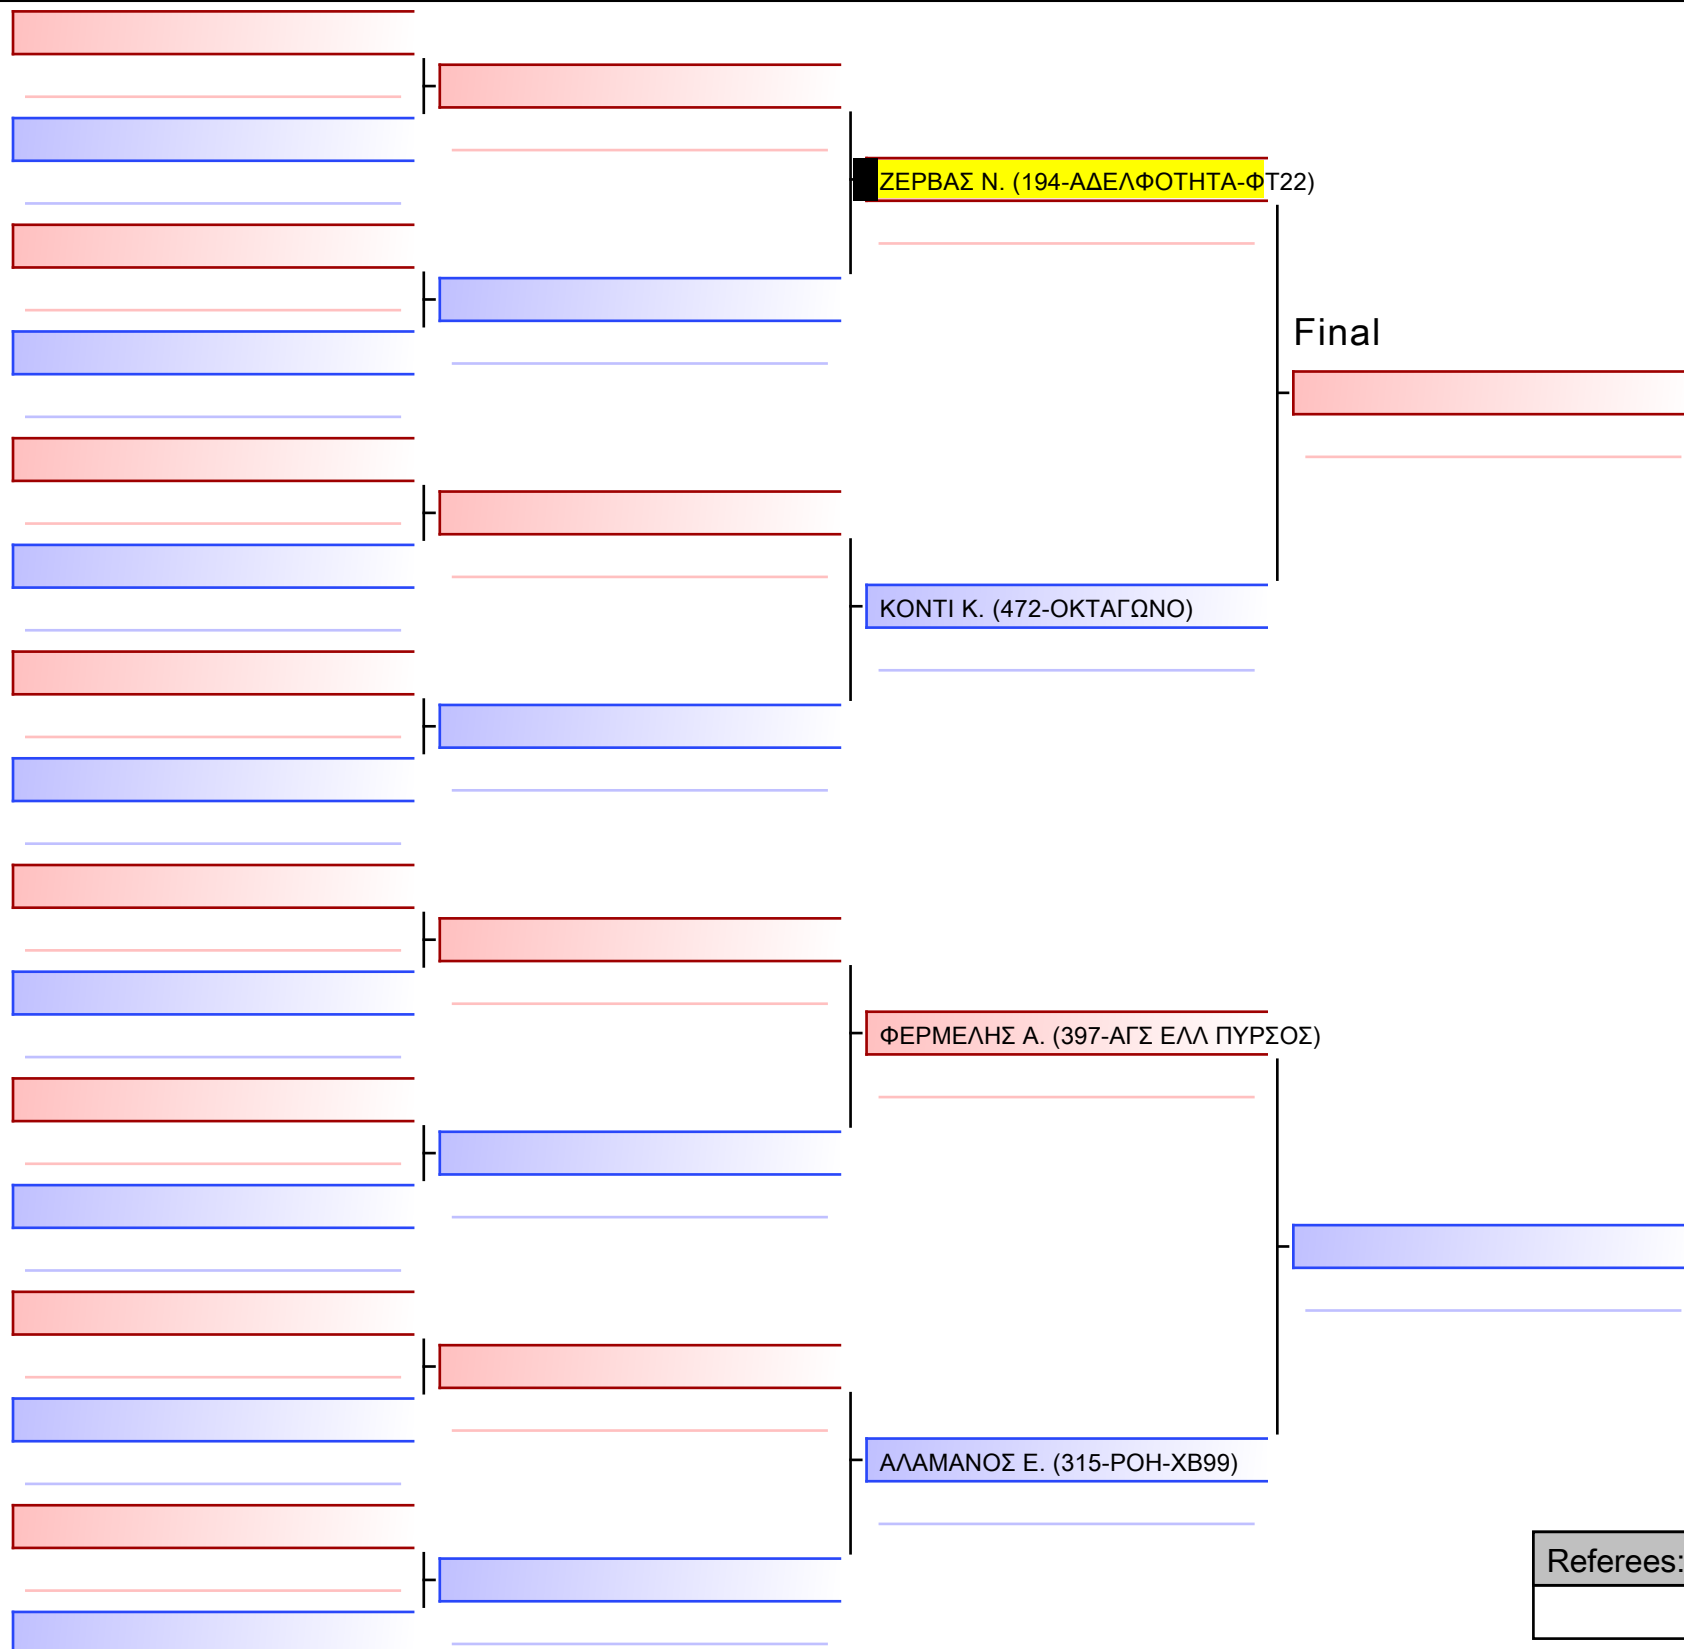 ΖΕΡΒΑΣ Ν. (194-ΑΔΕΛΦΟΤΗΤΑ-ΦΤ22)
Final
ΚΟΝΤΙ Κ. (472-ΟΚΤΑΓΩΝΟ)
ΦΕΡΜΕΛΗΣ Α. (397-ΑΓΣ ΕΛΛ ΠΥΡΣΟΣ)
ΑΛΑΜΑΝΟΣ Ε. (315-ΡΟΗ-ΧΒ99)
Referees: